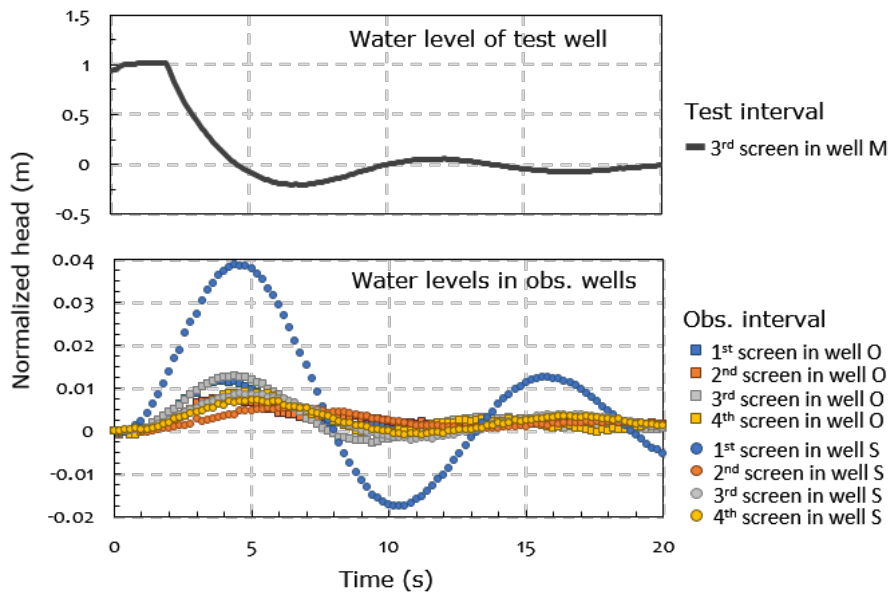 Normalized head (m)
Water level of test well
1.5
1
0.5
0
-0.5
Test interval
3rd screen in well M
Water levels in obs. wells
0.04
0.03
0.02
0.01
0
-0.01
-0.02
0 5 10 15 20
Time (s)
Obs. interval
1st screen in well O
2nd screen in well O
3rd screen in well O
4th screen in well O
1st screen in well S
2nd screen in well S
3rd screen in well S
4th screen in well S